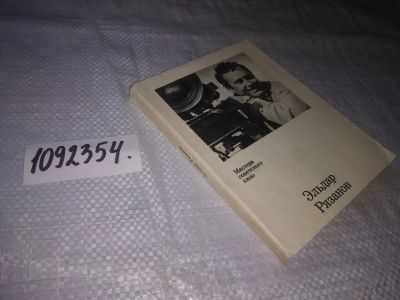 1092354.
Мастера
советского
кино
Эльдар
Рязанов